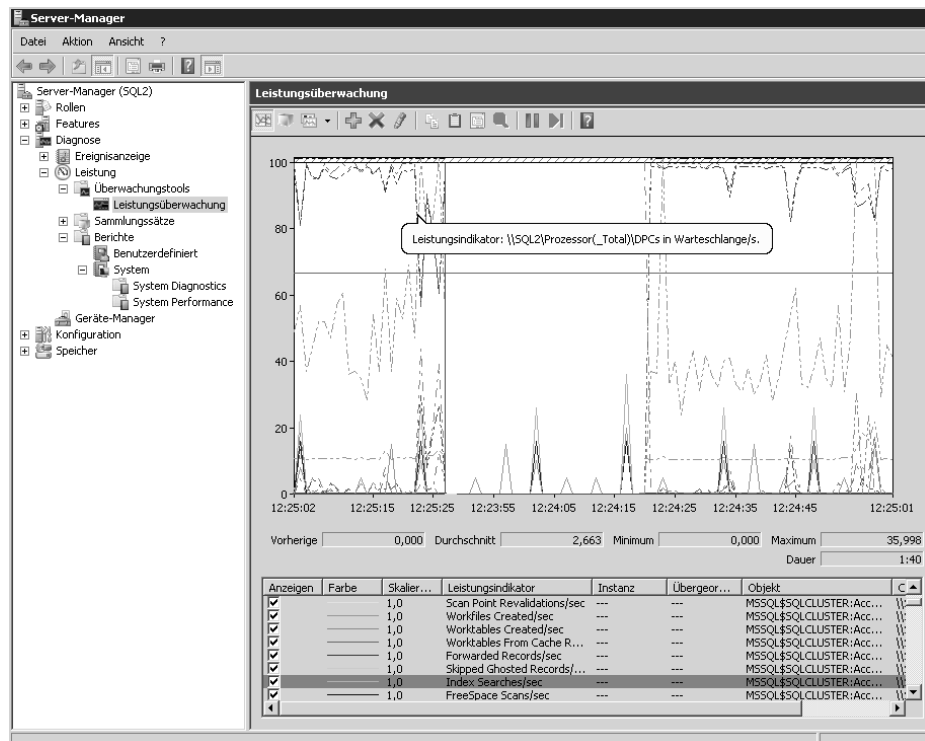 Server-Manager
Datei Aktion Ansicht ?
Server-Manager (SQL2)
Rollen
Features
Diagnose
Ereignisanzeige
Leistung
Überwachungstools
Leistungsüberwachung
Sammlungssätze
Berichte
Benutzerdefiniert
System
System Diagnostics
System Performance
Geräte-Manager
Konfiguration
Speicher
Leistungsüberwachung
100
80
60
40
20
0
Leistungsindikator: \\SQL2\Prozessor(_Total)\DPCs in Warteschlange/s.
12:25:02 12:25:15 12:25:25 12:23:55 12:24:05 12:24:15 12:24:25 12:24:35 12:24:45 12:25:01
Vorherige 0,000 Durchschnitt 2,663 Minimum 0,000 Maximum 35,998
Dauer 1:40
Anzeigen Farbe Skalier... Leistungsindikator Instanz Übergeor... Objekt C
1,0 Scan Point Revalidations/sec --- --- MSSQL$SQLCLUSTER:Acc... \\
1,0 Workfiles Created/sec --- --- MSSQL$SQLCLUSTER:Acc... \\
1,0 Worktables Created/sec --- --- MSSQL$SQLCLUSTER:Acc... \\
1,0 Worktables From Cache R... --- --- MSSQL$SQLCLUSTER:Acc... \\
1,0 Forwarded Records/sec --- --- MSSQL$SQLCLUSTER:Acc... \\
1,0 Skipped Ghosted Records/... --- --- MSSQL$SQLCLUSTER:Acc... \\
1,0 Index Searches/sec --- --- MSSQL$SQLCLUSTER:Acc... \\
1,0 FreeSpace Scans/sec --- --- MSSQL$SQLCLUSTER:Acc... \\